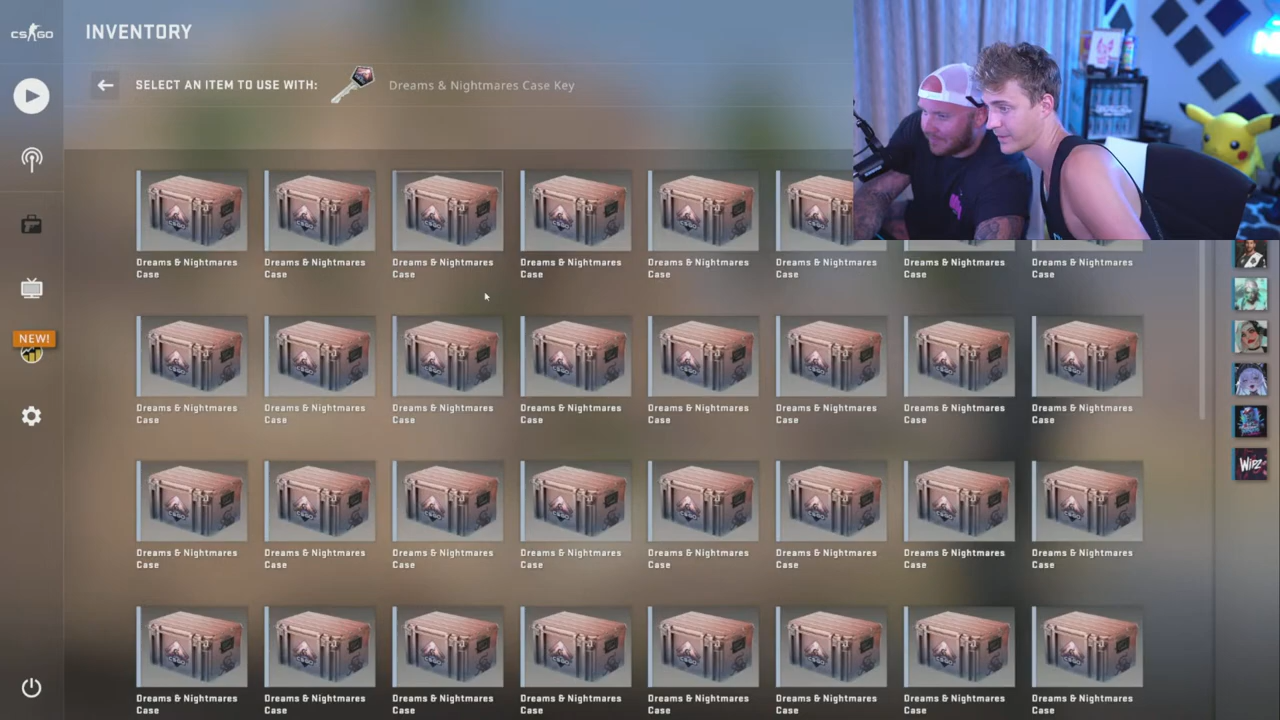 CS GO
INVENTORY
SELECT AN ITEM TO USE WITH:
Dreams & Nightmares Case Key
Dreams & Nightmares
Case
Dreams & Nightmares
Case
Dreams & Nightmares
Case
Dreams & Nightmares
Case
Dreams & Nightmares
Case
Dreams & Nightmares
Case
Dreams & Nightmares
Case
Dreams & Nightmares
Case
NEW!
Dreams & Nightmares
Case
Dreams & Nightmares
Case
Dreams & Nightmares
Case
Dreams & Nightmares
Case
Dreams & Nightmares
Case
Dreams & Nightmares
Case
Dreams & Nightmares
Case
Dreams & Nightmares
Case
WIPZ
Dreams & Nightmares
Case
Dreams & Nightmares
Case
Dreams & Nightmares
Case
Dreams & Nightmares
Case
Dreams & Nightmares
Case
Dreams & Nightmares
Case
Dreams & Nightmares
Case
Dreams & Nightmares
Case
Dreams & Nightmares
Case
Dreams & Nightmares
Case
Dreams & Nightmares
Case
Dreams & Nightmares
Case
Dreams & Nightmares
Case
Dreams & Nightmares
Case
Dreams & Nightmares
Case
Dreams & Nightmares
Case